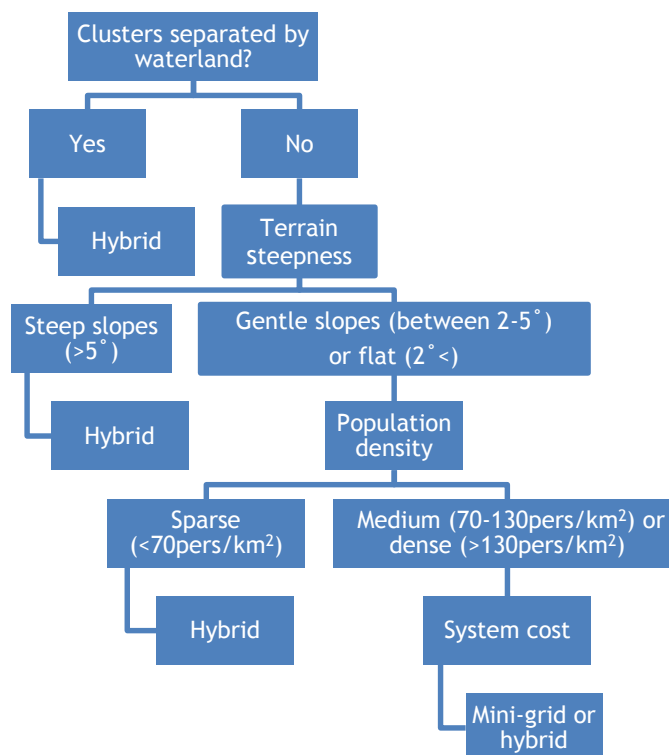 Clusters separated by
waterland?
Yes
No
Hybrid
Terrain
steepness
Steep slopes
(>5˚)
Gentle slopes (between 2-5˚)
or flat (2˚<)
Hybrid
Population
density
Sparse
(<70pers/km²)
Medium (70-130pers/km²) or
dense (>130pers/km²)
Hybrid
System cost
Mini-grid or
hybrid